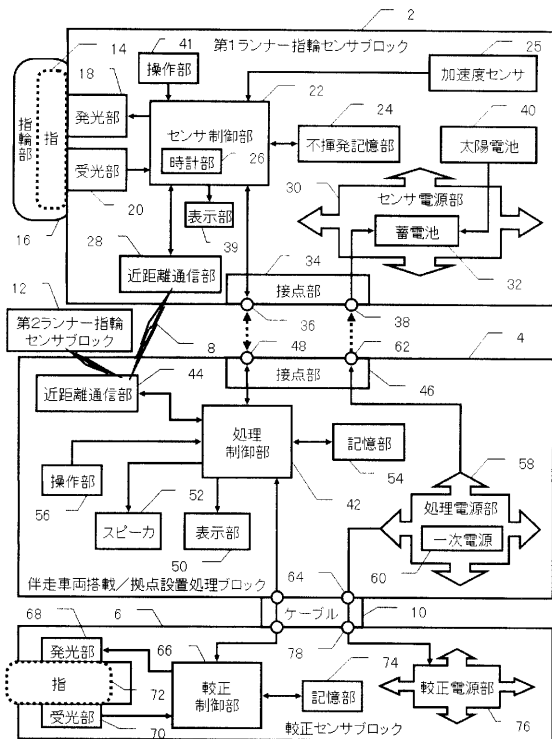 2
第1ランナー指輪センサブロック
14
41
25
操作部
加速度センサ
18
22
24
40
発光部
センサ制御部
不揮発記憶部
太陽電池
指輪部
指
時計部
26
30
受光部
センサ電源部
20
表示部
蓄電池
16
28
39
34
32
近距離通信部
接点部
12
36
38
第2ランナー指輪
センサブロック
8
48
62
4
44
接点部
近距離通信部
46
処理
制御部
記憶部
58
操作部
54
52
42
処理電源部
56
スピーカ
表示部
一次電源
50
64
60
伴走車両搭載/拠点設置処理ブロック
68
6
ケーブル
10
発光部
66
78
74
指
較正
制御部
記憶部
較正電源部
72
受光部
70
較正センサブロック
76